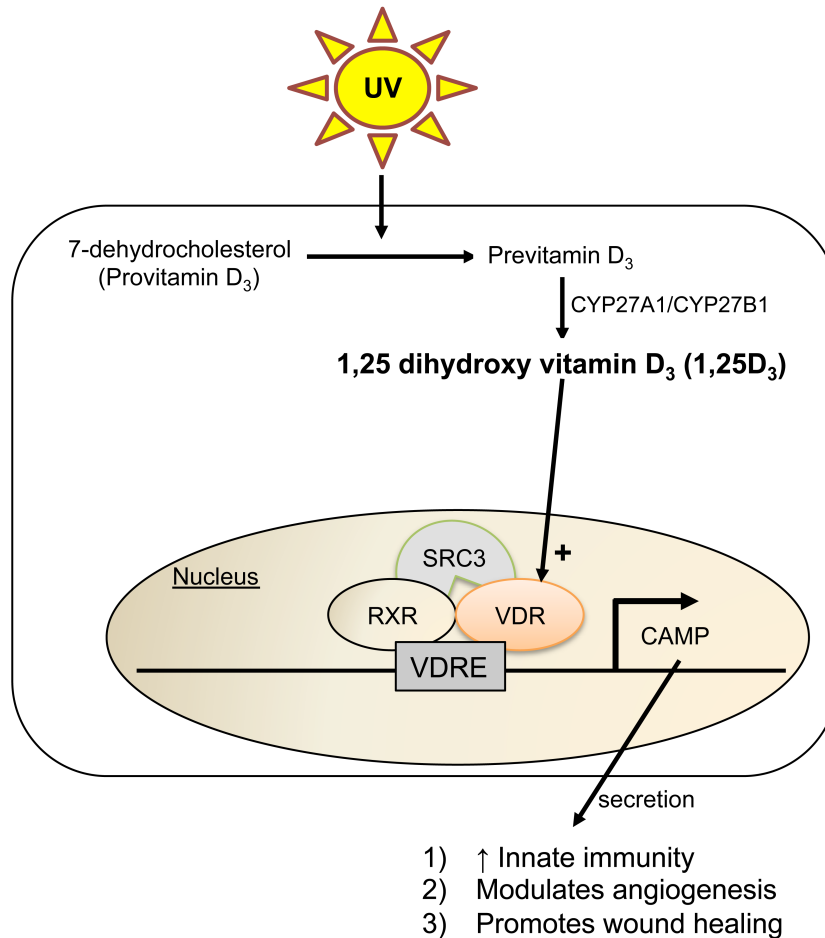 UV
7-dehydrocholesterol
(Provitamin D₃)
Previtamin D₃
CYP27A1/CYP27B1
1,25 dihydroxy vitamin D₃ (1,25D₃)
Nucleus
SRC3
+
RXR
VDR
CAMP
VDRE
secretion
1) ↑ Innate immunity
2) Modulates angiogenesis
3) Promotes wound healing